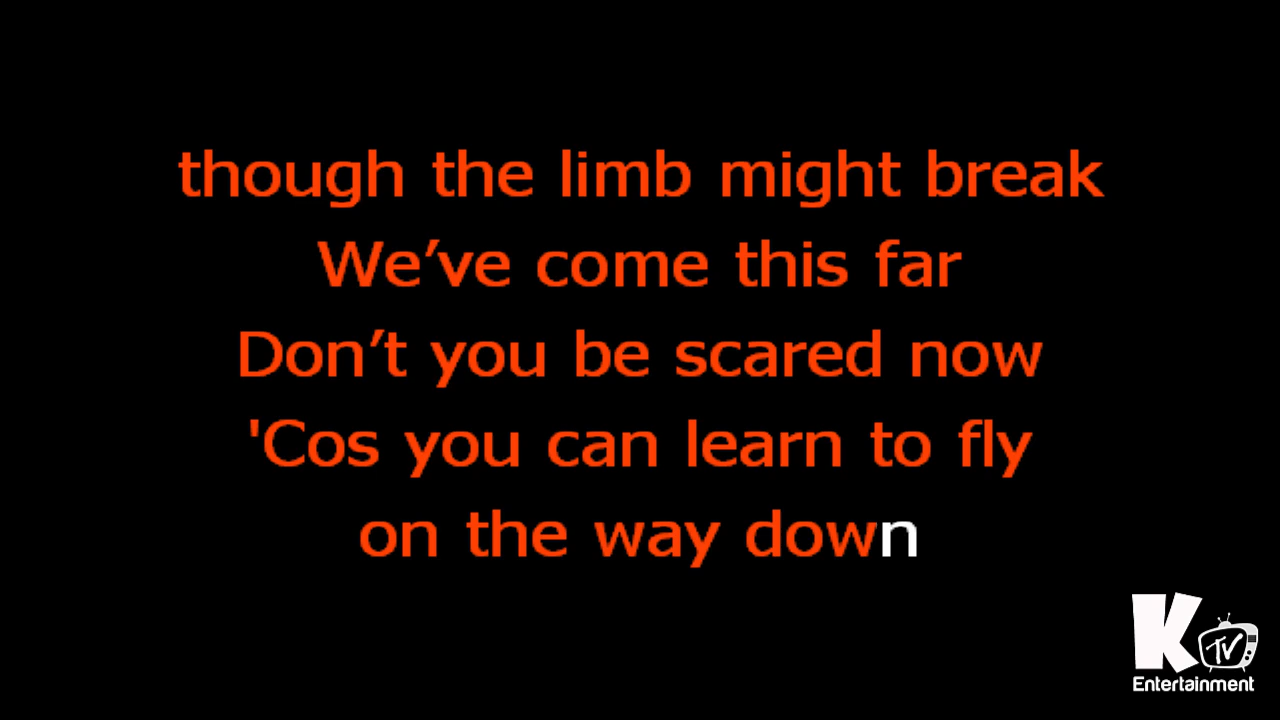 though the limb might break
We’ve come this far
Don’t you be scared now
'Cos you can learn to fly
on the way down
K TV
Entertainment